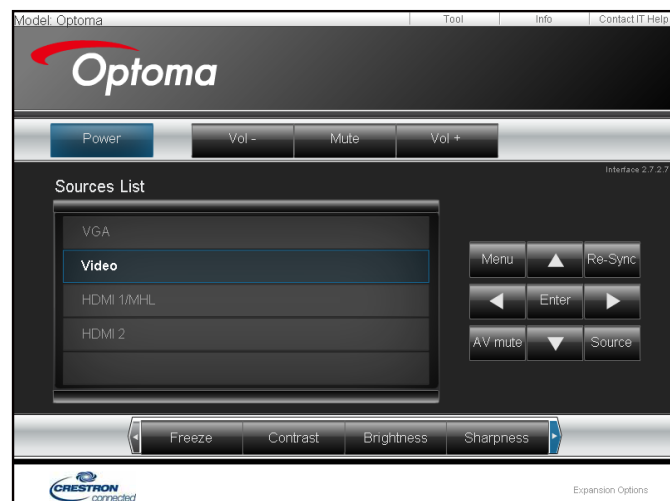 Model: Optoma
Tool
Info
Contact IT Help
Optoma
Power
Vol -
Mute
Vol +
Interface 2.7.2.7
Sources List
VGA
Video
HDMI 1/MHL
HDMI 2
Menu
Re-Sync
Enter
AV mute
Source
Freeze
Contrast
Brightness
Sharpness
CRESTRON
connected
Expansion Options